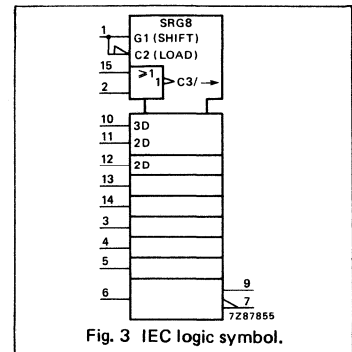 SRG8
1 G1 (SHIFT)
C2 (LOAD)
15 ≥1
1 C3/ →
2
10 3D
11 2D
12 2D
13
14
3
4
5
9
6
7
7Z87855
Fig. 3 IEC logic symbol.